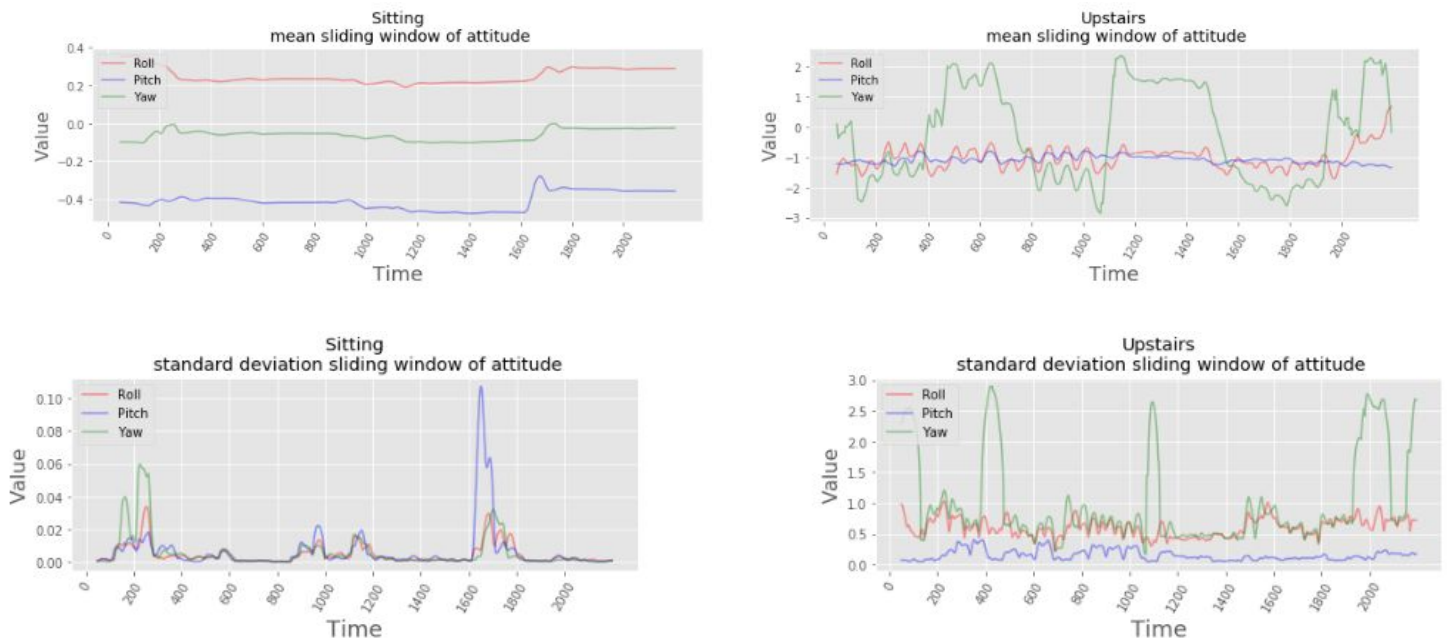 Sitting
mean sliding window of attitude
0.4
0.2
0.0
−0.2
−0.4
Value
Roll
Pitch
Yaw
0
200
400
600
800
1000
1200
1400
1600
1800
2000
Time
Upstairs
mean sliding window of attitude
2
1
0
−1
−2
−3
Value
Roll
Pitch
Yaw
0
200
400
600
800
1000
1200
1400
1600
1800
2000
Time
Sitting
standard deviation sliding window of attitude
0.10
0.08
0.06
0.04
0.02
0.00
Value
Roll
Pitch
Yaw
0
200
400
600
800
1000
1200
1400
1600
1800
2000
Time
Upstairs
standard deviation sliding window of attitude
3.0
2.5
2.0
1.5
1.0
0.5
0.0
Value
Roll
Pitch
Yaw
0
200
400
600
800
1000
1200
1400
1600
1800
2000
Time